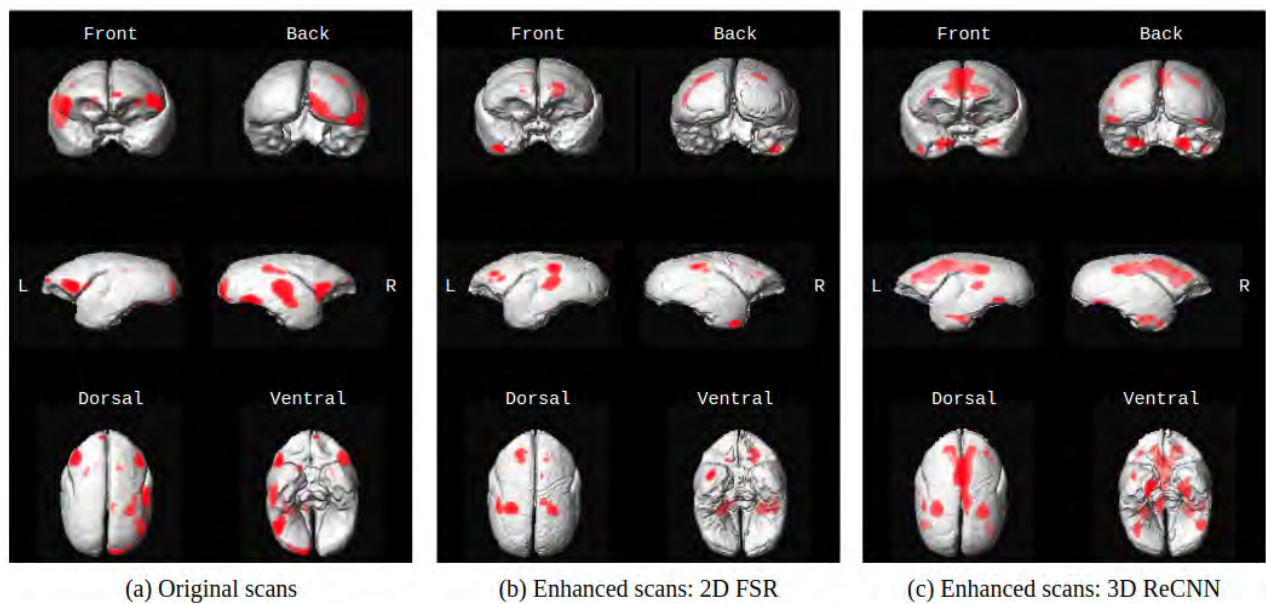 Front Back
L R
Dorsal Ventral
(a) Original scans
Front Back
L R
Dorsal Ventral
(b) Enhanced scans: 2D FSR
Front Back
L R
Dorsal Ventral
(c) Enhanced scans: 3D ReCNN